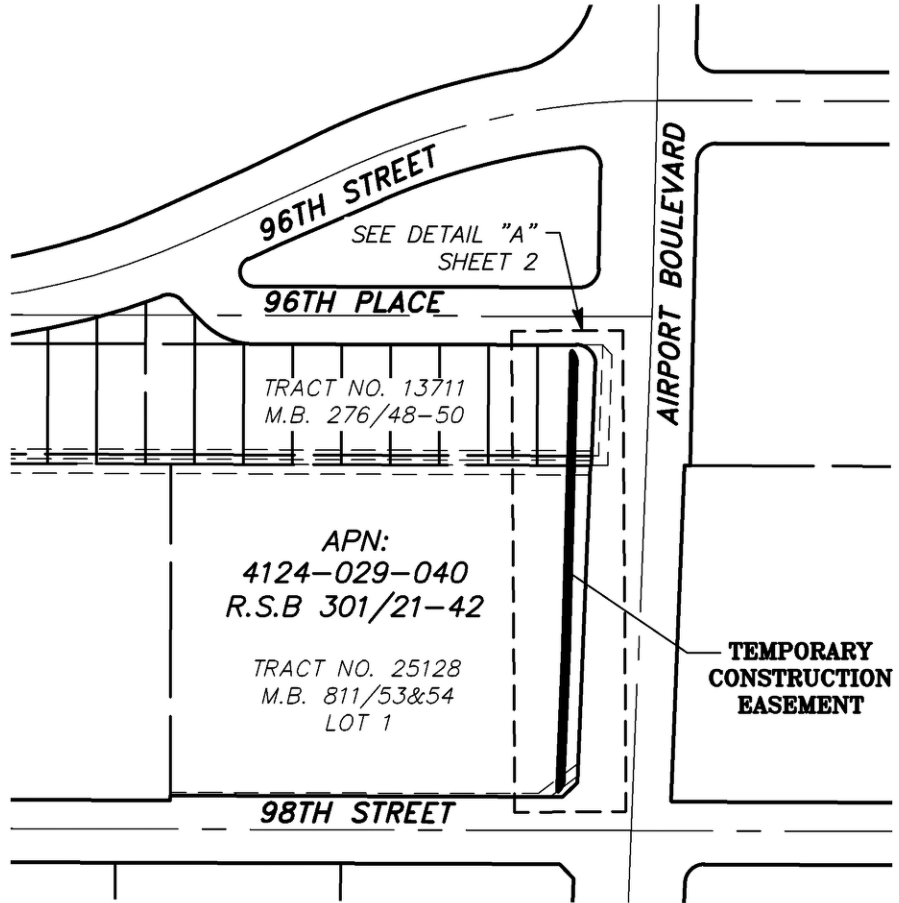 96TH STREET
SEE DETAIL "A"
SHEET 2
AIRPORT BOULEVARD
96TH PLACE
TRACT NO. 13711
M.B. 276/48-50
APN:
4124-029-040
R.S.B 301/21-42
TRACT NO. 25128
M.B. 811/53&54
LOT 1
TEMPORARY
CONSTRUCTION
EASEMENT
98TH STREET